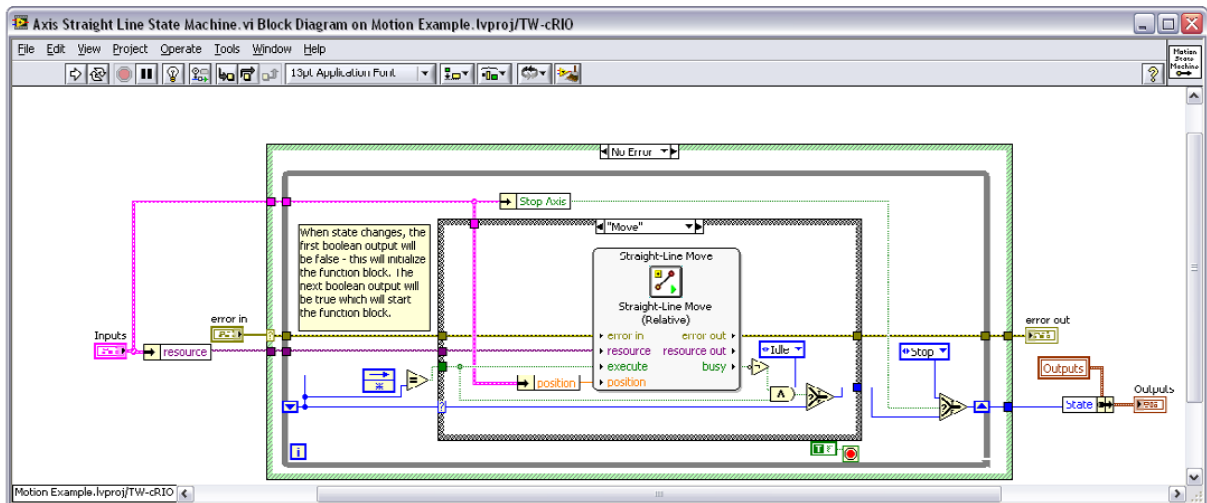 Axis Straight Line State Machine.vi Block Diagram on Motion Example.lvproj/TW-cRIO
File Edit View Project Operate Tools Window Help
13pt Application Font
?
Motion
State
Machine
No Error
Stop Axis
"Move"
When state changes, the
first boolean output will
be false - this will initialize
the function block. The
next boolean output will
be true which will start
the function block.
Straight-Line Move
Straight-Line Move
(Relative)
error in error out
resource resource out
execute busy
position
error in
Inputs
resource
position
=
Idle
Stop
error out
Outputs
Outputs
State
?
?
i
T F
Motion Example.lvproj/TW-cRIO